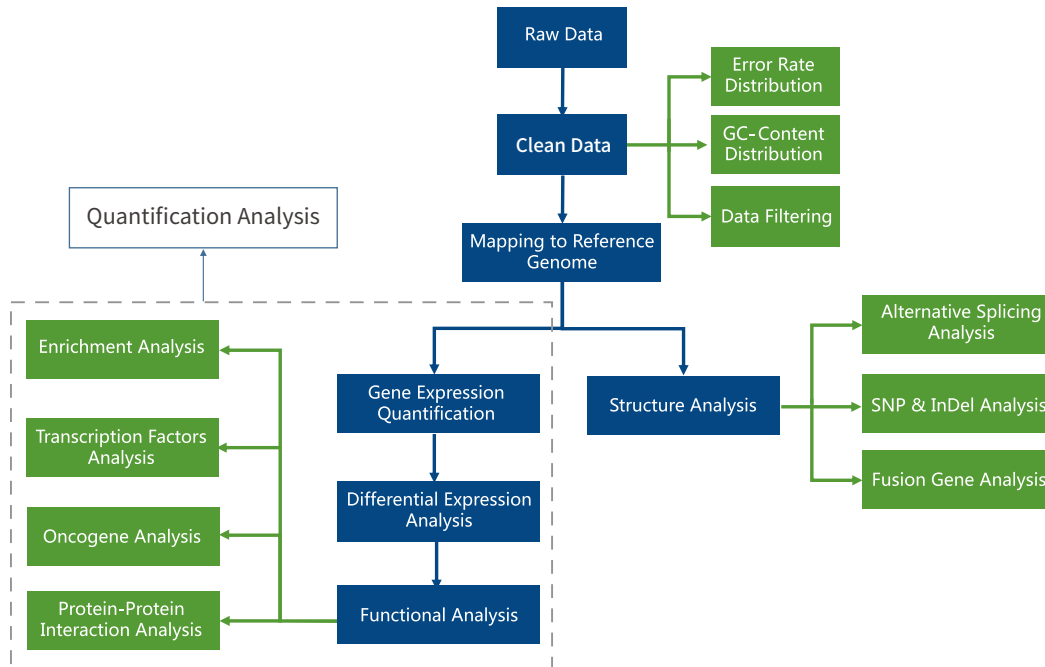 Raw Data
Error Rate
Distribution
Clean Data
GC-Content
Distribution
Data Filtering
Quantification Analysis
Mapping to Reference
Genome
Alternative Splicing
Analysis
Enrichment Analysis
Gene Expression
Quantification
Structure Analysis
SNP & InDel Analysis
Transcription Factors
Analysis
Fusion Gene Analysis
Differential Expression
Analysis
Oncogene Analysis
Functional Analysis
Protein-Protein
Interaction Analysis